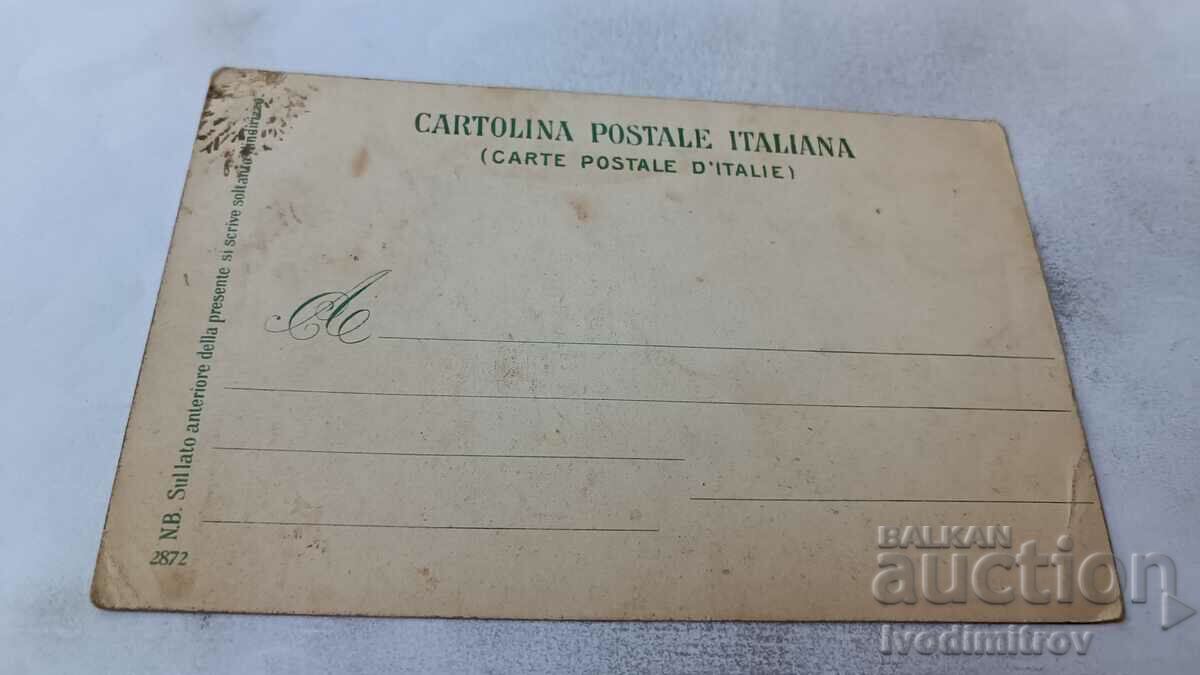 CARTOLINA POSTALE ITALIANA
(CARTE POSTALE D'ITALIE)
A
N.B. Sul lato anteriore della presente si scrive soltanto l'indirizzo.
2872
BALKAN
auction
Ivodimitrov